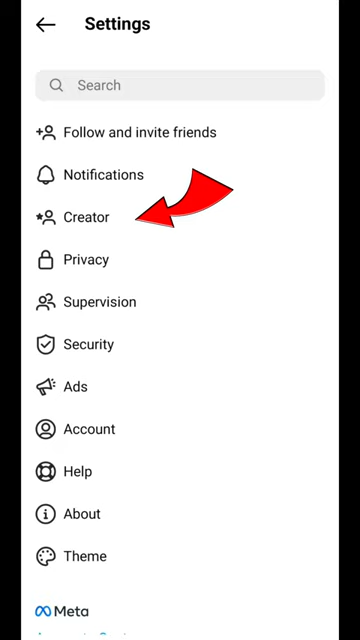 Settings
Search
Follow and invite friends
Notifications
Creator
Privacy
Supervision
Security
Ads
Account
Help
About
Theme
Meta